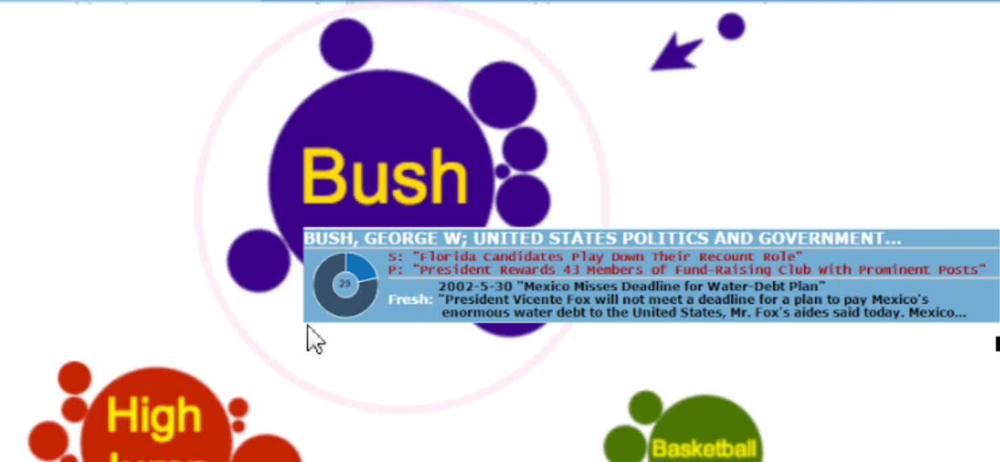 Bush
BUSH, GEORGE W; UNITED STATES POLITICS AND GOVERNMENT...
S: "Florida Candidates Play Down Their Recount Role"
P: "President Rewards 43 Members of Fund-Raising Club With Prominent Posts"
29
2002-5-30 "Mexico Misses Deadline for Water-Debt Plan"
Fresh: "President Vicente Fox will not meet a deadline for a plan to pay Mexico's
enormous water debt to the United States, Mr. Fox's aides said today. Mexico...
High
Basketball